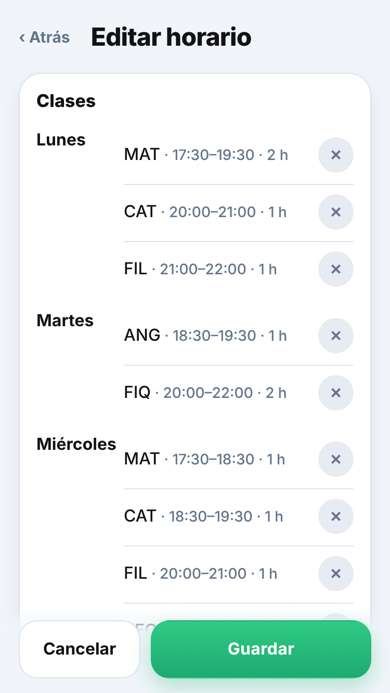 ‹ Atrás Editar horario
Clases
Lunes
MAT · 17:30–19:30 · 2 h ×
CAT · 20:00–21:00 · 1 h ×
FIL · 21:00–22:00 · 1 h ×
Martes
ANG · 18:30–19:30 · 1 h ×
FIQ · 20:00–22:00 · 2 h ×
Miércoles
MAT · 17:30–18:30 · 1 h ×
CAT · 18:30–19:30 · 1 h ×
FIL · 20:00–21:00 · 1 h ×
Cancelar Guardar